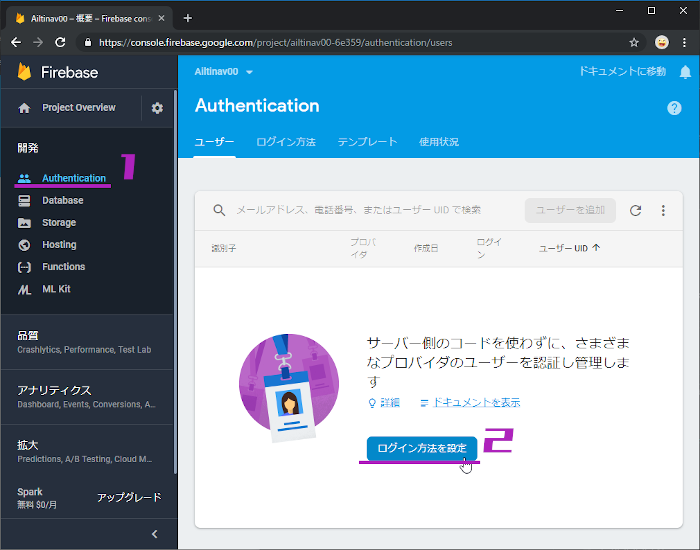 Ailtinav00 – 概要 – Firebase cons
https://console.firebase.google.com/project/ailtinav00-6e359/authentication/users
Firebase
Project Overview
開発
Authentication
1
Database
Storage
Hosting
Functions
ML Kit
品質
Crashlytics, Performance, Test Lab
アナリティクス
Dashboard, Events, Conversions, A...
拡大
Predictions, A/B Testing, Cloud M...
Spark
無料 $0/月
アップグレード
Ailtinav00
ドキュメントに移動
Authentication
ユーザー ログイン方法 テンプレート 使用状況
メールアドレス、電話番号、またはユーザー UID で検索
ユーザーを追加
識別子
プロバ
イダ
作成日
ログイ
ン
ユーザー UID
サーバー側のコードを使わずに、さまざま
なプロバイダのユーザーを認証し管理しま
す
詳細
ドキュメントを表示
ログイン方法を設定
2